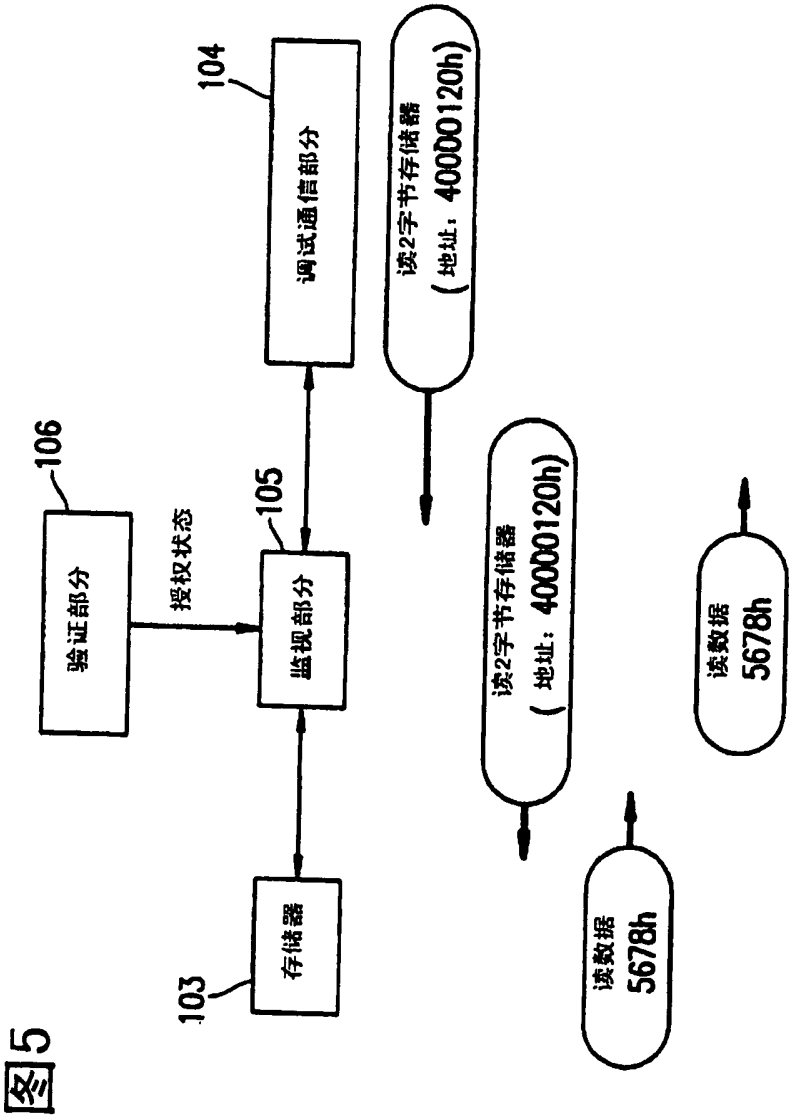 图5
验证部分
106
授权状态
103
存储器
105
监视部分
104
调试通信部分
读2字节存储器
(地址：40000120h)
读2字节存储器
(地址：40000120h)
读数据
5678h
读数据
5678h